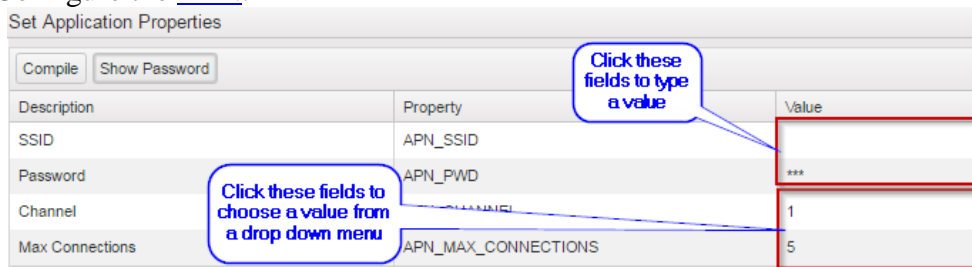 Set Application Properties
Compile Show Password
Click these
fields to type
a value
Description Property Value
SSID APN_SSID
Password APN_PWD ***
Click these fields to
choose a value from
a drop down menu
Channel 1
Max Connections APN_MAX_CONNECTIONS 5